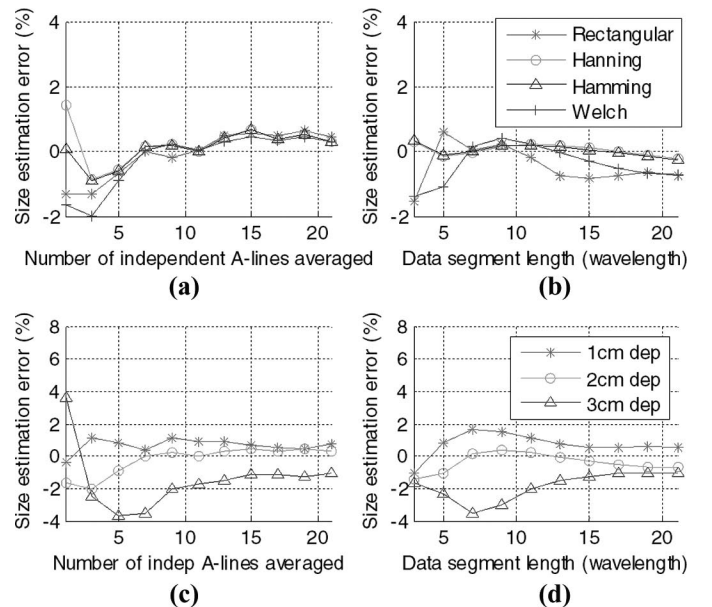 4
2
0
-2
Size estimation error (%)
5 10 15 20
Number of independent A-lines averaged
(a)
4
2
0
-2
Size estimation error (%)
Rectangular
Hanning
Hamming
Welch
5 10 15 20
Data segment length (wavelength)
(b)
8
6
4
2
0
-2
-4
Size estimation error (%)
5 10 15 20
Number of indep A-lines averaged
(c)
8
6
4
2
0
-2
-4
Size estimation error (%)
1cm dep
2cm dep
3cm dep
5 10 15 20
Data segment length (wavelength)
(d)